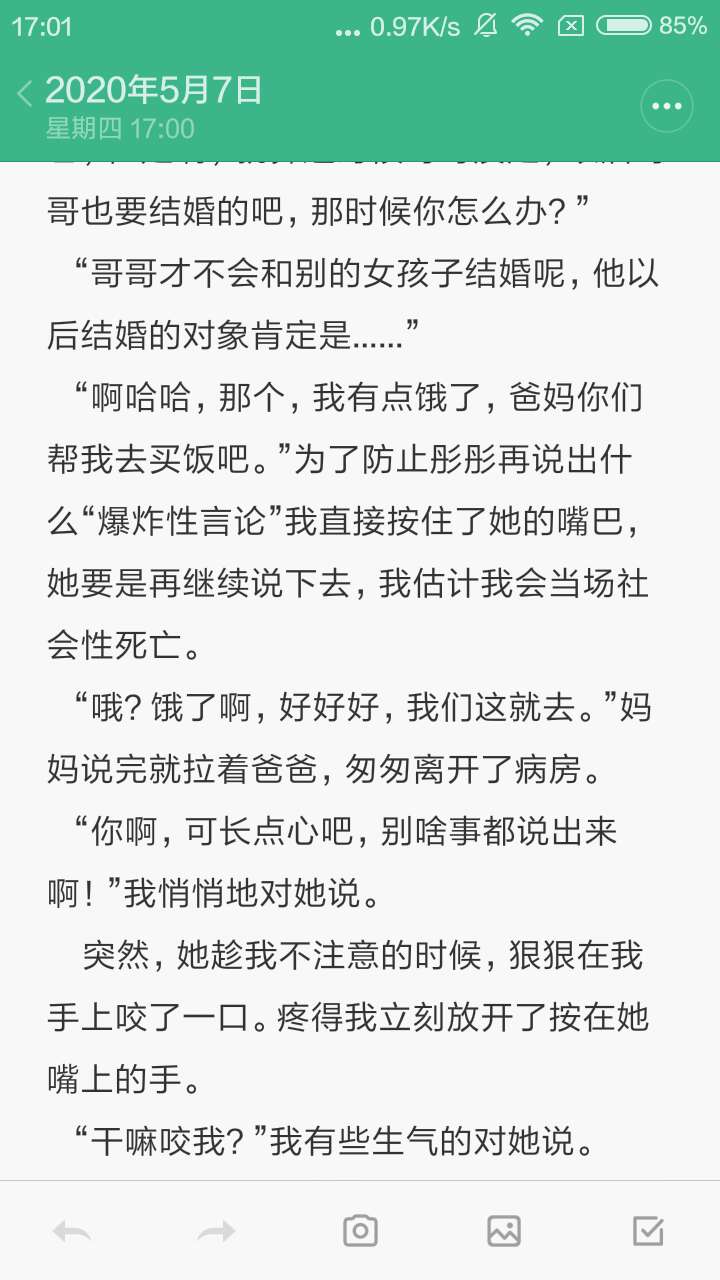 17:01
... 0.97K/s
85%
2020年5月7日
星期四 17:00
哥也要结婚的吧，那时候你怎么办？”
“哥哥才不会和别的女孩子结婚呢，他以
后结婚的对象肯定是……”
“啊哈哈，那个，我有点饿了，爸妈你们
帮我去买饭吧。”为了防止彤彤再说出什
么“爆炸性言论”我直接按住了她的嘴巴，
她要是再继续说下去，我估计我会当场社
会性死亡。
“哦？饿了啊，好好好，我们这就去。”妈
妈说完就拉着爸爸，匆匆离开了病房。
“你啊，可长点心吧，别啥事都说出来
啊！”我悄悄地对她说。
突然，她趁我不注意的时候，狠狠在我
手上咬了一口。疼得我立刻放开了按在她
嘴上的手。
“干嘛咬我？”我有些生气的对她说。